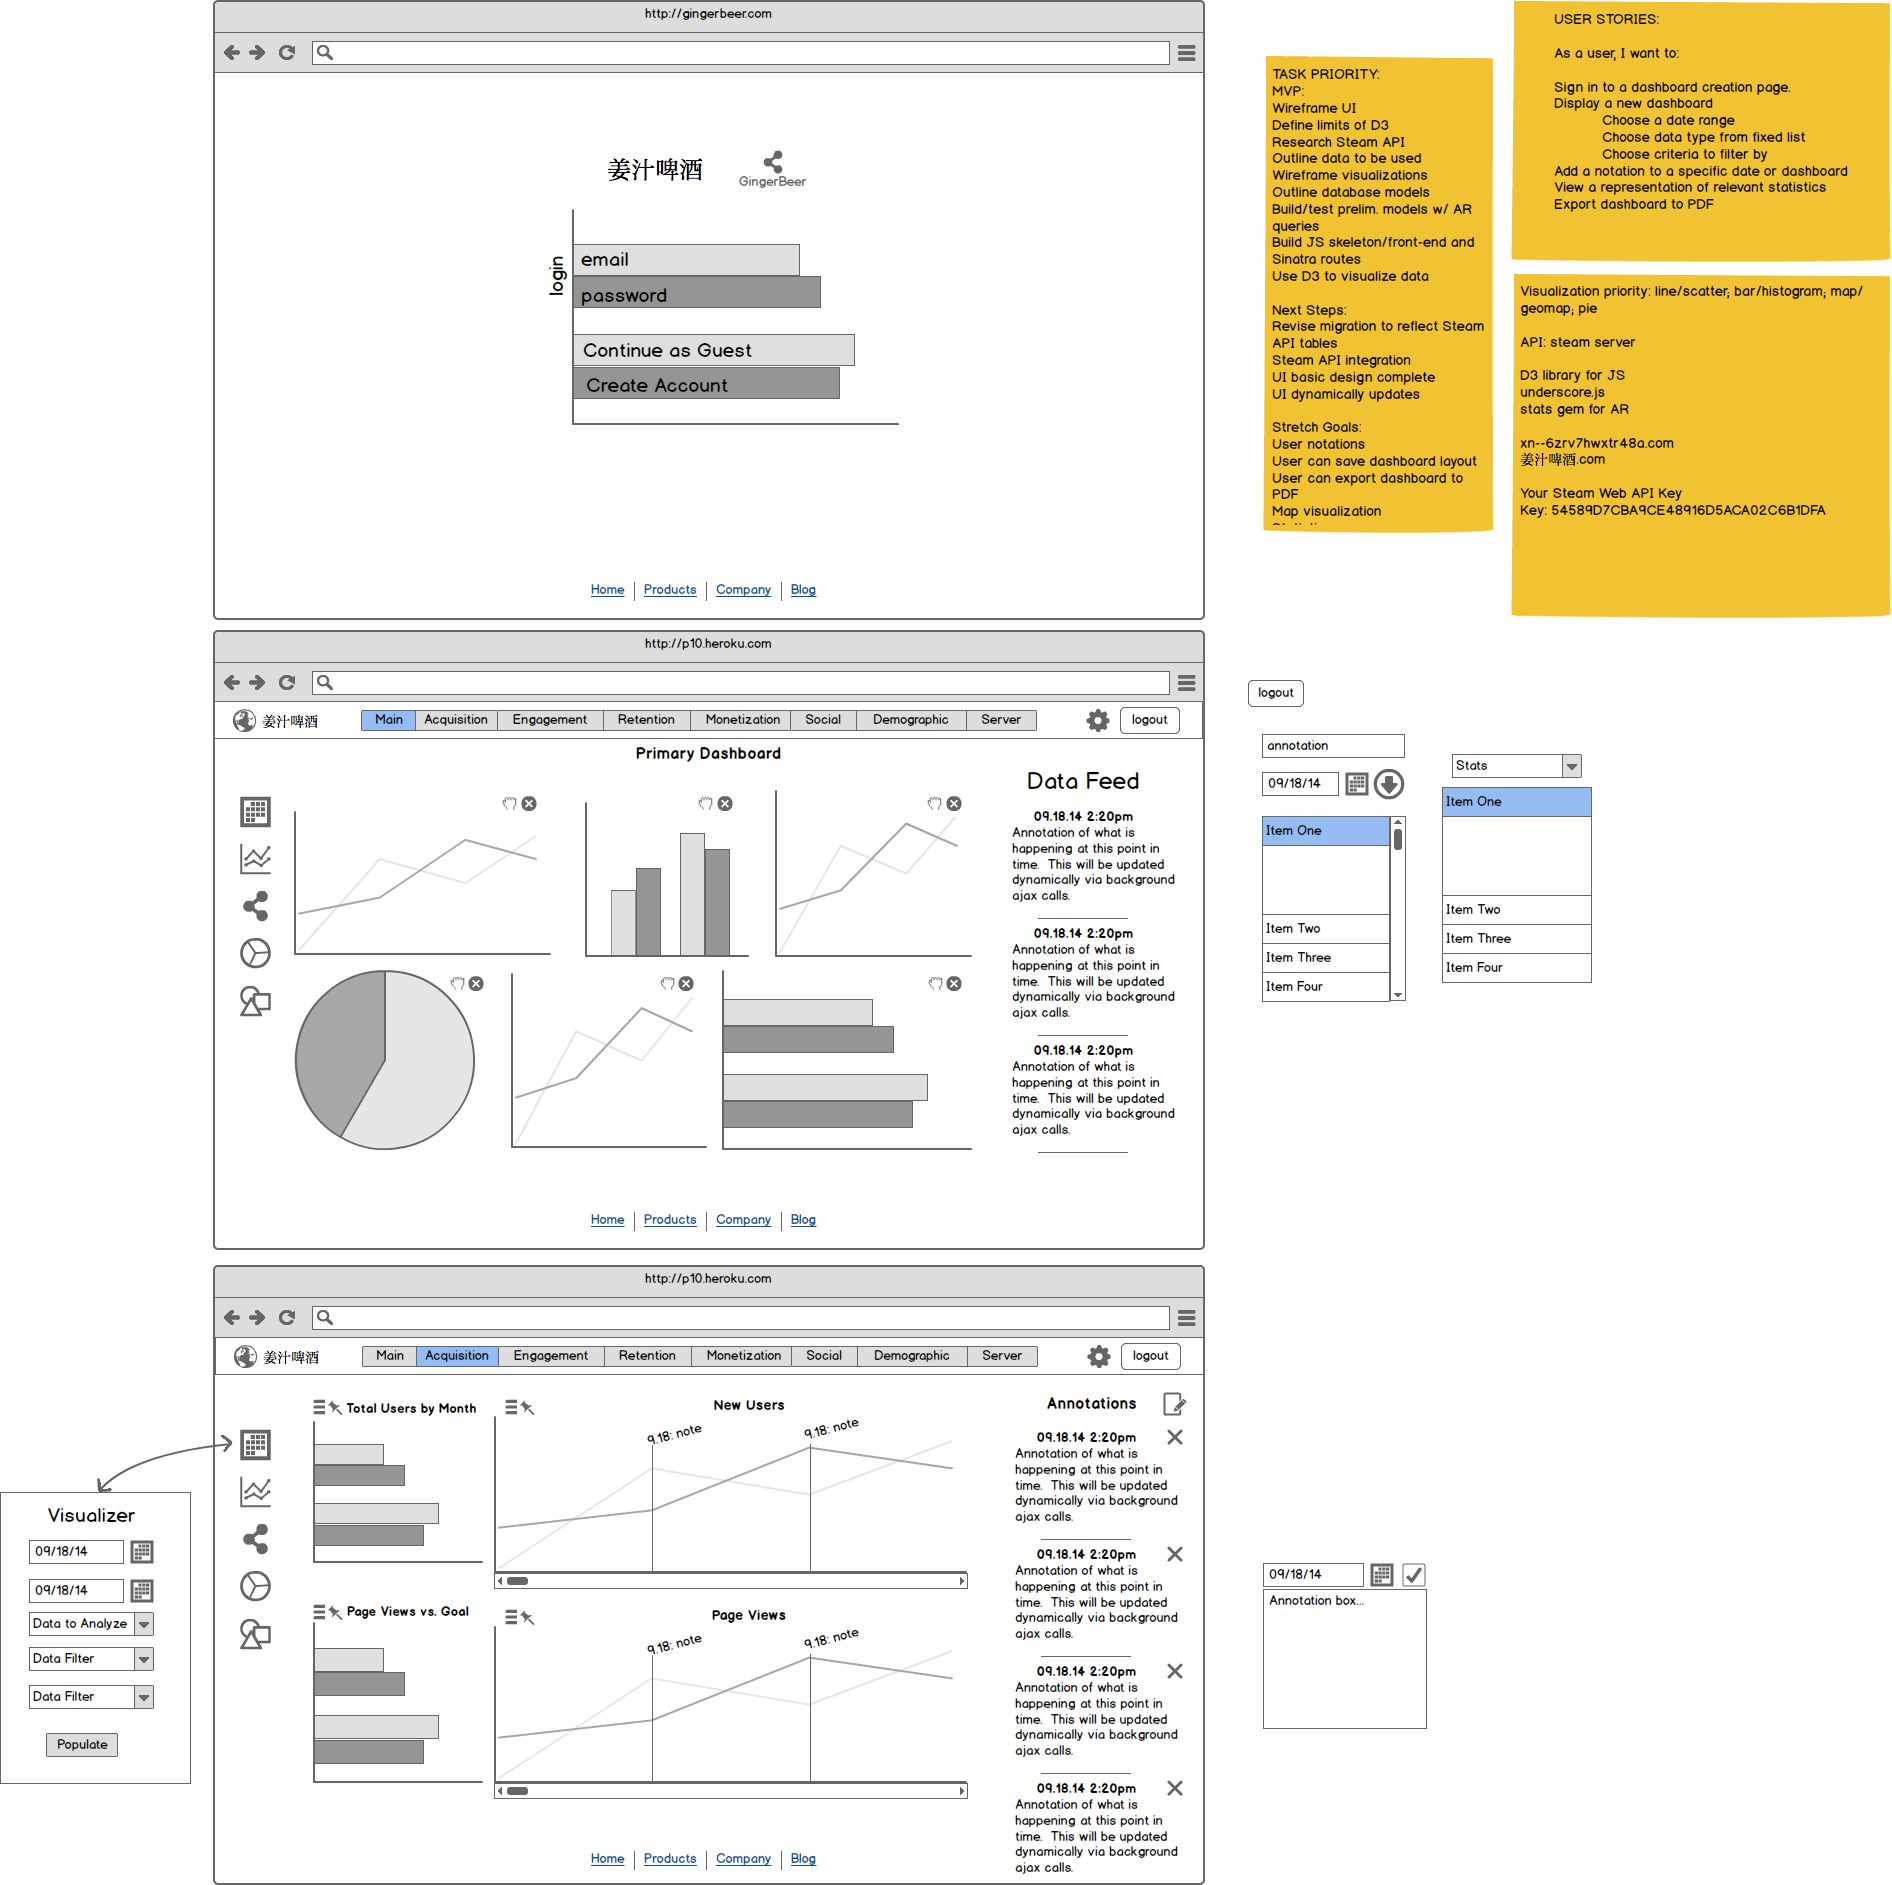 http://gingerbeer.com
姜汁啤酒
GingerBeer
login
email
password
Continue as Guest
Create Account
Home
Products
Company
Blog
TASK PRIORITY:
MVP:
Wireframe UI
Define limits of D3
Research Steam API
Outline data to be used
Wireframe visualizations
Outline database models
Build/test prelim. models w/ AR
queries
Build JS skeleton/front-end and
Sinatra routes
Use D3 to visualize data
Next Steps:
Revise migration to reflect Steam
API tables
Steam API integration
UI basic design complete
UI dynamically updates
Stretch Goals:
User notations
User can save dashboard layout
User can export dashboard to
PDF
Map visualization
USER STORIES:
As a user, I want to:
Sign in to a dashboard creation page.
Display a new dashboard
Choose a date range
Choose data type from fixed list
Choose criteria to filter by
Add a notation to a specific date or dashboard
View a representation of relevant statistics
Export dashboard to PDF
Visualization priority: line/scatter; bar/histogram; map/
geomap; pie
API: steam server
D3 library for JS
underscore.js
stats gem for AR
xn--6zrv7hwxtr48a.com
姜汁啤酒.com
Your Steam Web API Key
Key: 54589D7CBA9CE48916D5ACA02C6B1DFA
http://p10.heroku.com
姜汁啤酒
Main
Acquisition
Engagement
Retention
Monetization
Social
Demographic
Server
logout
Primary Dashboard
Data Feed
09.18.14 2:20pm
Annotation of what is
happening at this point in
time. This will be updated
dynamically via background
ajax calls.
09.18.14 2:20pm
Annotation of what is
happening at this point in
time. This will be updated
dynamically via background
ajax calls.
09.18.14 2:20pm
Annotation of what is
happening at this point in
time. This will be updated
dynamically via background
ajax calls.
Home
Products
Company
Blog
logout
annotation
09/18/14
Item One
Item Two
Item Three
Item Four
Stats
Item One
Item Two
Item Three
Item Four
http://p10.heroku.com
姜汁啤酒
Main
Acquisition
Engagement
Retention
Monetization
Social
Demographic
Server
logout
Total Users by Month
New Users
9.18: note
9.18: note
Page Views vs. Goal
Page Views
9.18: note
9.18: note
Annotations
09.18.14 2:20pm
Annotation of what is
happening at this point in
time. This will be updated
dynamically via background
ajax calls.
09.18.14 2:20pm
Annotation of what is
happening at this point in
time. This will be updated
dynamically via background
ajax calls.
09.18.14 2:20pm
Annotation of what is
happening at this point in
time. This will be updated
dynamically via background
ajax calls.
09.18.14 2:20pm
Annotation of what is
happening at this point in
time. This will be updated
dynamically via background
ajax calls.
Home
Products
Company
Blog
Visualizer
09/18/14
09/18/14
Data to Analyze
Data Filter
Data Filter
Populate
09/18/14
Annotation box...